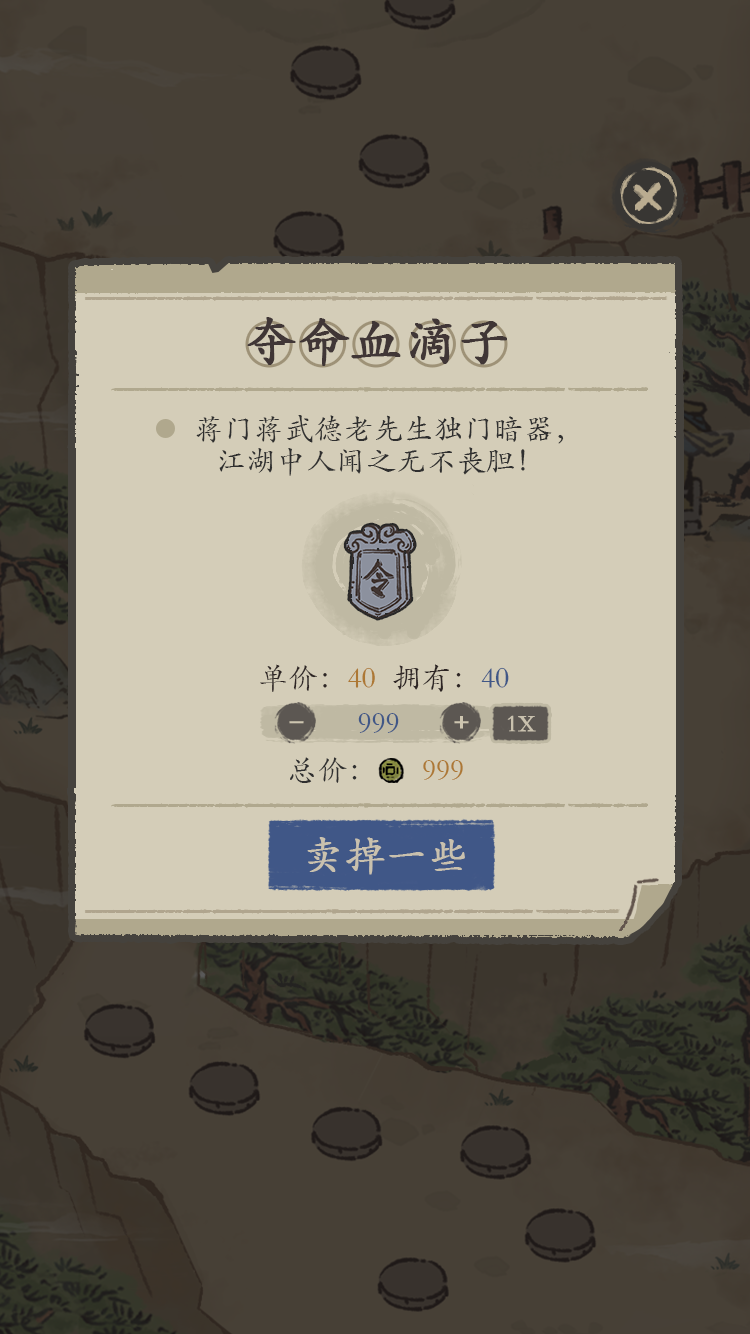 夺命血滴子
蒋门蒋武德老先生独门暗器，
江湖中人闻之无不丧胆！
令
单价：40 拥有：40
− 999 + 1X
总价： 999
卖掉一些